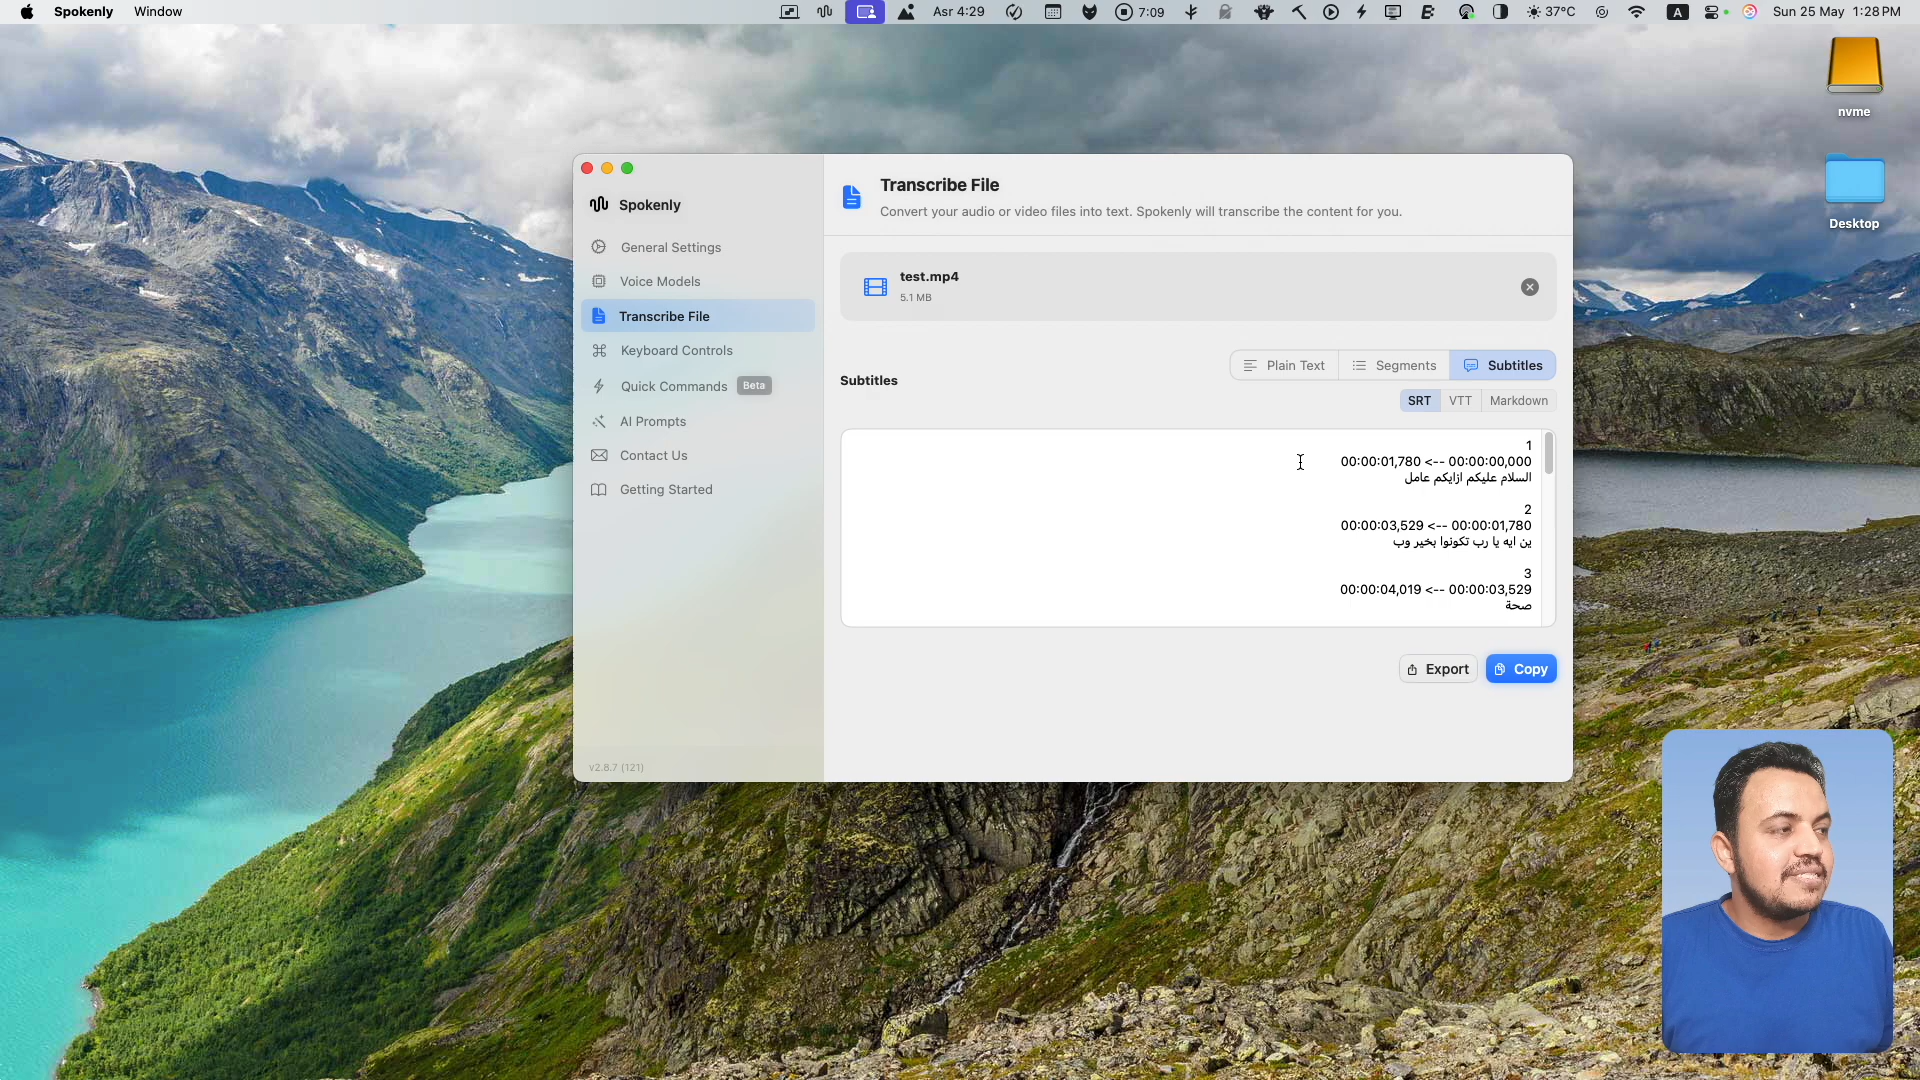 Spokenly
Window
Asr 4:29
7:09
A
37°C
Sun 25 May 1:28 PM
nvme
Desktop
Spokenly
General Settings
Voice Models
Transcribe File
Keyboard Controls
Quick Commands Beta
AI Prompts
Contact Us
Getting Started
v2.8.7 (121)
Transcribe File
Convert your audio or video files into text. Spokenly will transcribe the content for you.
test.mp4
5.1 MB
Subtitles
Plain Text
Segments
Subtitles
SRT
VTT
Markdown
1
00:00:00,000 --> 00:00:01,780
السلام عليكم ازايكم عامل
2
00:00:01,780 --> 00:00:03,529
ين ايه يا رب تكونوا بخير وب
3
00:00:03,529 --> 00:00:04,019
صحة
Export
Copy